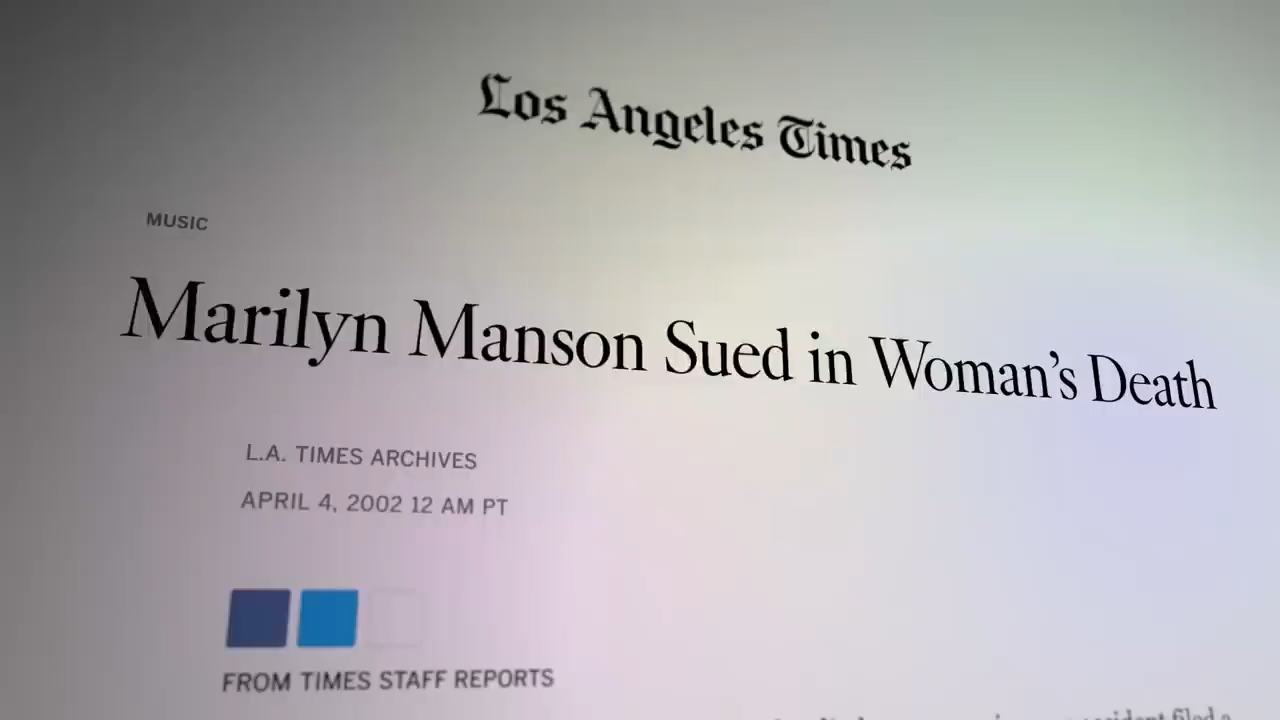 Los Angeles Times
MUSIC
Marilyn Manson Sued in Woman's Death
L.A. TIMES ARCHIVES
APRIL 4, 2002 12 AM PT
FROM TIMES STAFF REPORTS
filed a